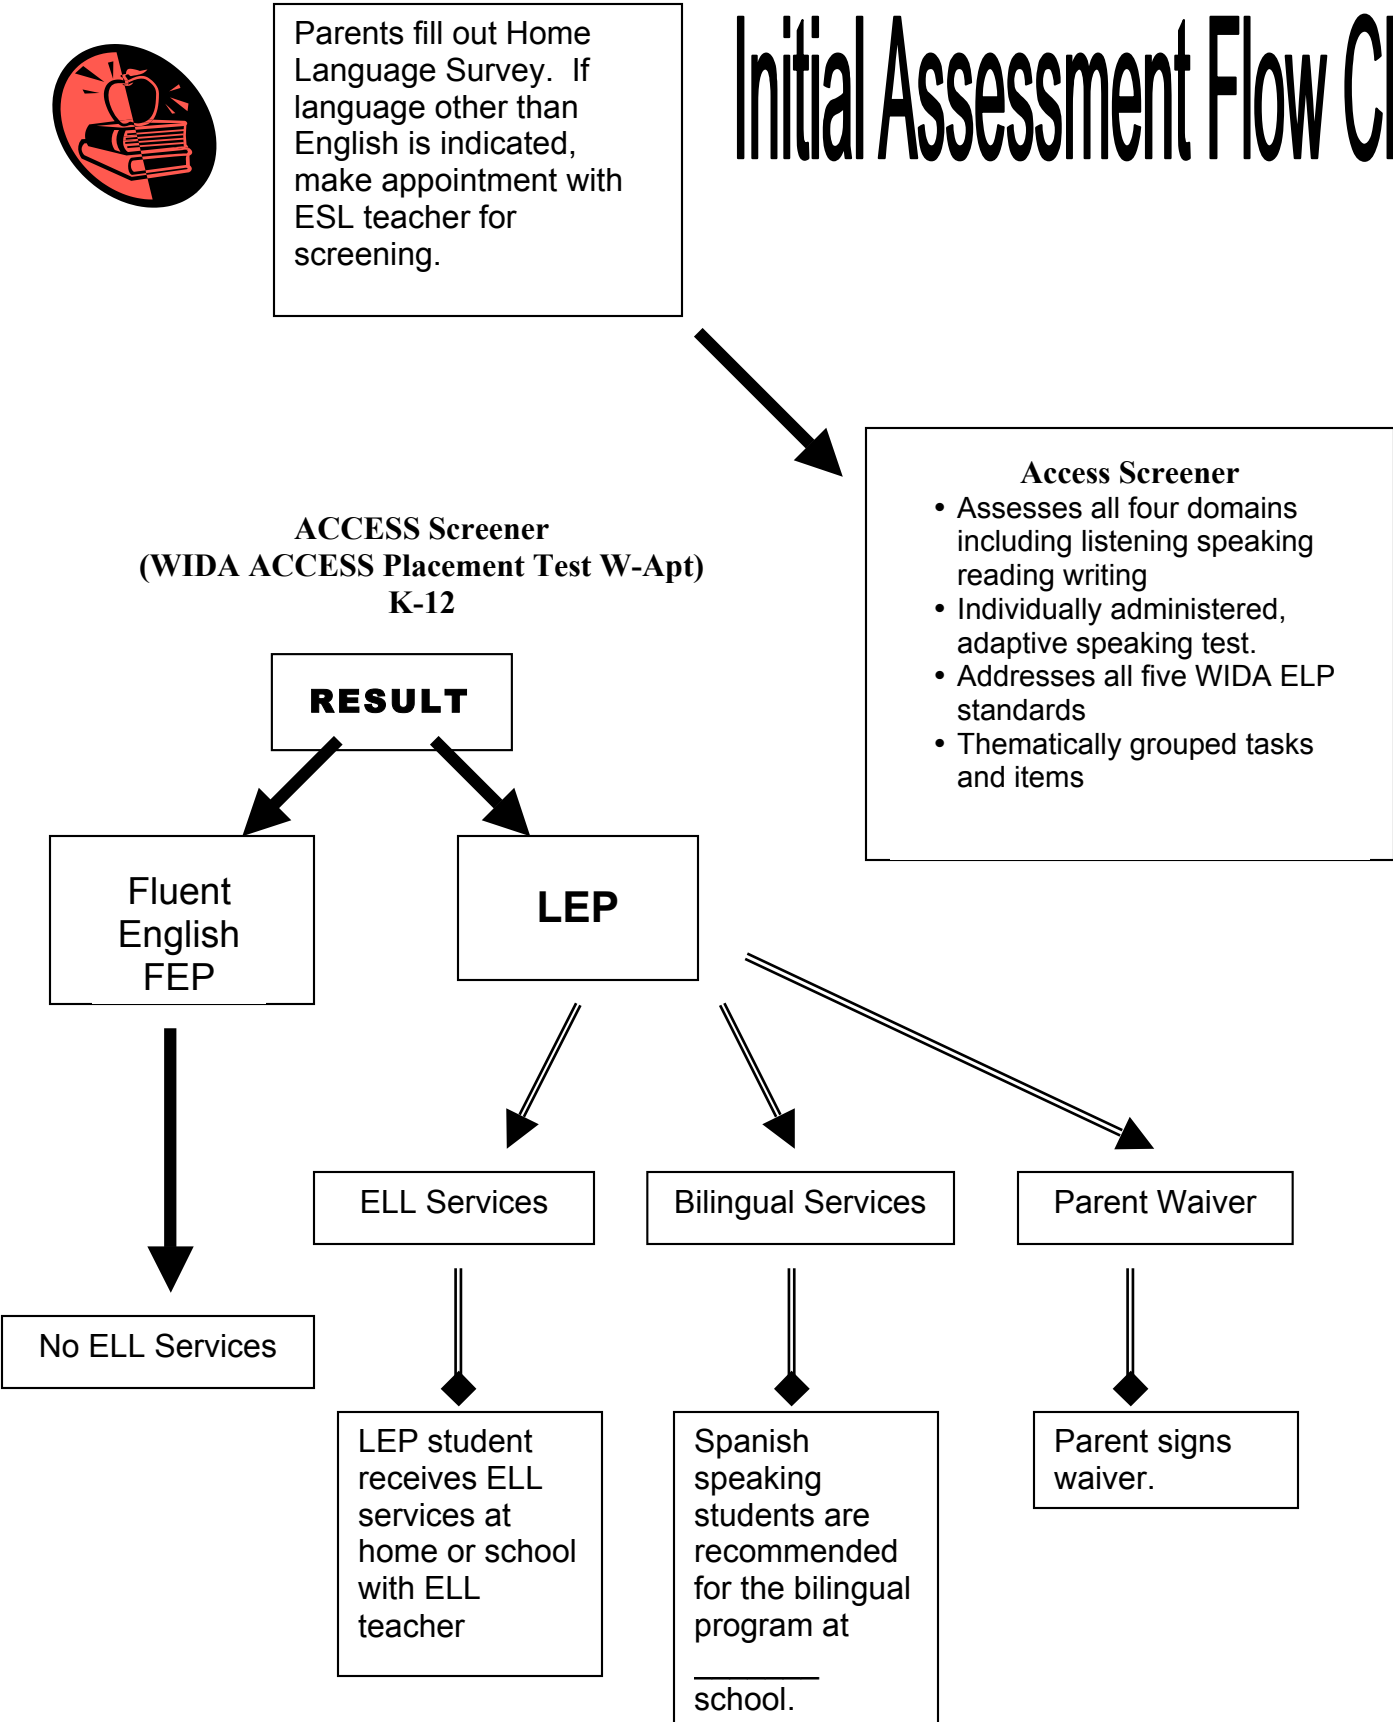 Parents fill out Home
Language Survey.  If
language other than
English is indicated,
make appointment with
ESL teacher for
screening.
Initial Assessment Flow
Access Screener
• Assesses all four domains
including listening speaking
reading writing
• Individually administered,
adaptive speaking test.
• Addresses all five WIDA ELP
standards
• Thematically grouped tasks
and items
ACCESS Screener
(WIDA ACCESS Placement Test W-Apt)
K-12
RESULT
Fluent
English
FEP
LEP
ELL Services
Bilingual Services
Parent Waiver
No ELL Services
LEP student
receives ELL
services at
home or school
with ELL
teacher
Spanish
speaking
students are
recommended
for the bilingual
program at
_______
school.
Parent signs
waiver.